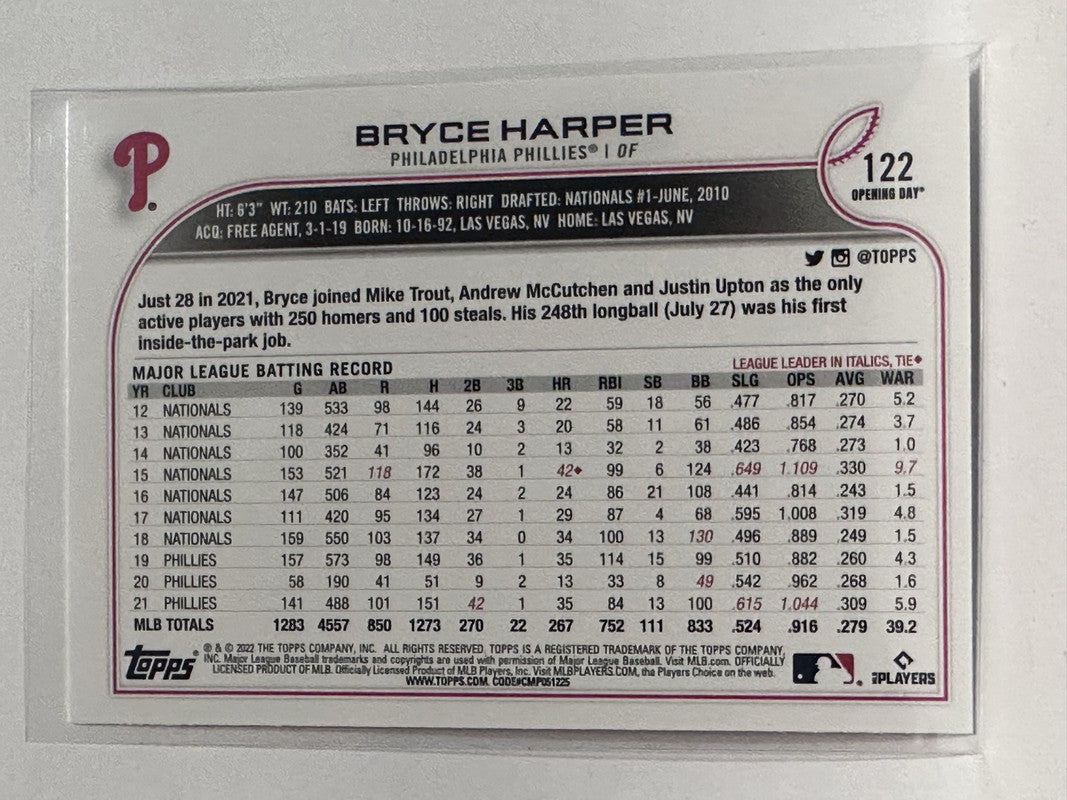 P
BRYCE HARPER
PHILADELPHIA PHILLIES® | OF
122
OPENING DAY®
HT: 6'3" WT: 210 BATS: LEFT THROWS: RIGHT DRAFTED: NATIONALS #1-JUNE, 2010
ACQ: FREE AGENT, 3-1-19 BORN: 10-16-92, LAS VEGAS, NV HOME: LAS VEGAS, NV
@TOPPS
Just 28 in 2021, Bryce joined Mike Trout, Andrew McCutchen and Justin Upton as the only
active players with 250 homers and 100 steals. His 248th longball (July 27) was his first
inside-the-park job.
MAJOR LEAGUE BATTING RECORD LEAGUE LEADER IN ITALICS, TIE◆
YR CLUB G AB R H 2B 3B HR RBI SB BB SLG OPS AVG WAR
12 NATIONALS 139 533 98 144 26 9 22 59 18 56 .477 .817 .270 5.2
13 NATIONALS 118 424 71 116 24 3 20 58 11 61 .486 .854 .274 3.7
14 NATIONALS 100 352 41 96 10 2 13 32 2 38 .423 .768 .273 1.0
15 NATIONALS 153 521 118 172 38 1 42◆ 99 6 124 .649 1.109 .330 9.7
16 NATIONALS 147 506 84 123 24 2 24 86 21 108 .441 .814 .243 1.5
17 NATIONALS 111 420 95 134 27 1 29 87 4 68 .595 1.008 .319 4.8
18 NATIONALS 159 550 103 137 34 0 34 100 13 130 .496 .889 .249 1.5
19 PHILLIES 157 573 98 149 36 1 35 114 15 99 .510 .882 .260 4.3
20 PHILLIES 58 190 41 51 9 2 13 33 8 49 .542 .962 .268 1.6
21 PHILLIES 141 488 101 151 42 1 35 84 13 100 .615 1.044 .309 5.9
MLB TOTALS 1283 4557 850 1273 270 22 267 752 111 833 .524 .916 .279 39.2
Topps®
® & © 2022 THE TOPPS COMPANY, INC. ALL RIGHTS RESERVED. TOPPS IS A REGISTERED TRADEMARK OF THE TOPPS COMPANY,
INC. Major League Baseball trademarks and copyrights are used with permission of Major League Baseball. Visit MLB.com. OFFICIALLY
LICENSED PRODUCT OF MLB. Officially Licensed Product of MLB Players, Inc. Visit MLBPLAYERS.COM, the Players Choice on the web.
WWW.TOPPS.COM. CODE#CMP051225
PLAYERS